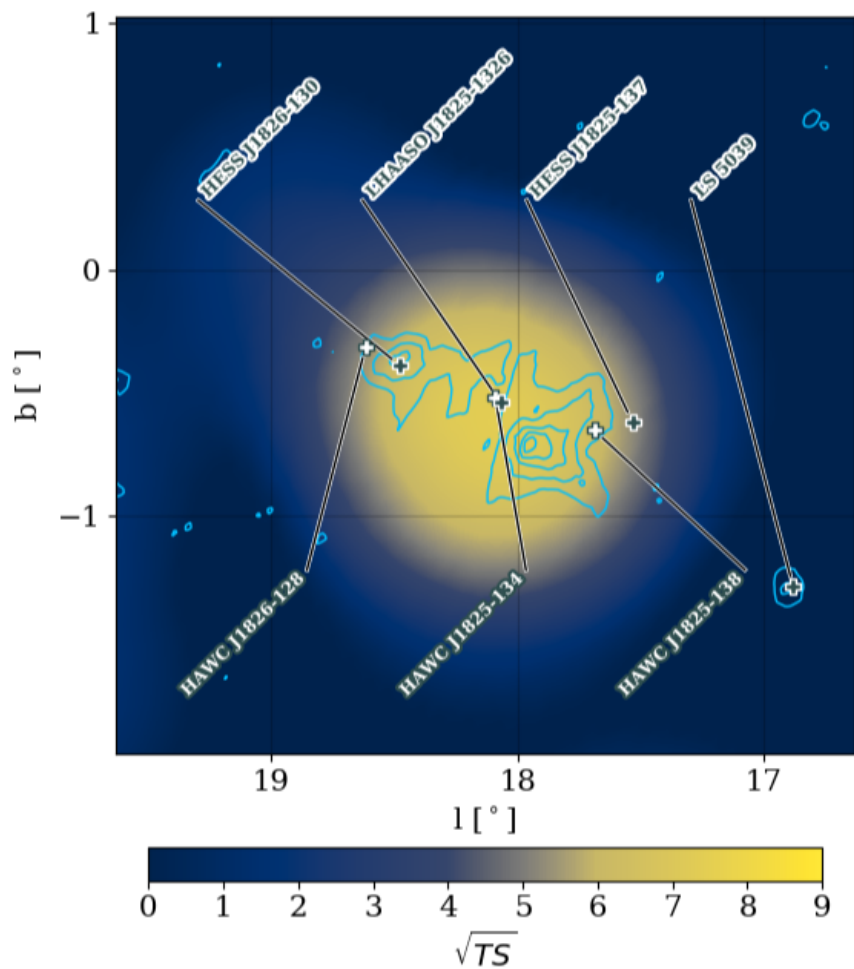 1
HESS J1826-130
LHAASO J1825-1326
HESS J1825-137
LS 5039
0
b [°]
−1
HAWC J1826-128
HAWC J1825-134
HAWC J1825-138
19 18 17
l [°]
0 1 2 3 4 5 6 7 8 9
√TS